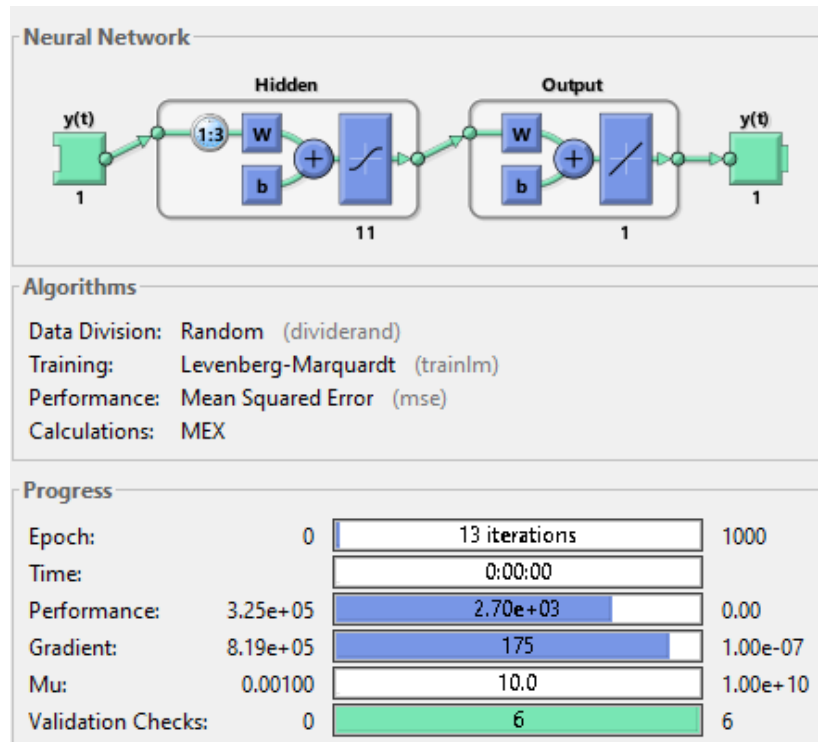 Neural Network
Hidden
Output
y(t)
1:3
W
b
+
W
b
+
y(t)
1
11
1
1
Algorithms
Data Division: Random (dividerand)
Training: Levenberg-Marquardt (trainlm)
Performance: Mean Squared Error (mse)
Calculations: MEX
Progress
Epoch: 0 13 iterations 1000
Time: 0:00:00
Performance: 3.25e+05 2.70e+03 0.00
Gradient: 8.19e+05 175 1.00e-07
Mu: 0.00100 10.0 1.00e+10
Validation Checks: 0 6 6